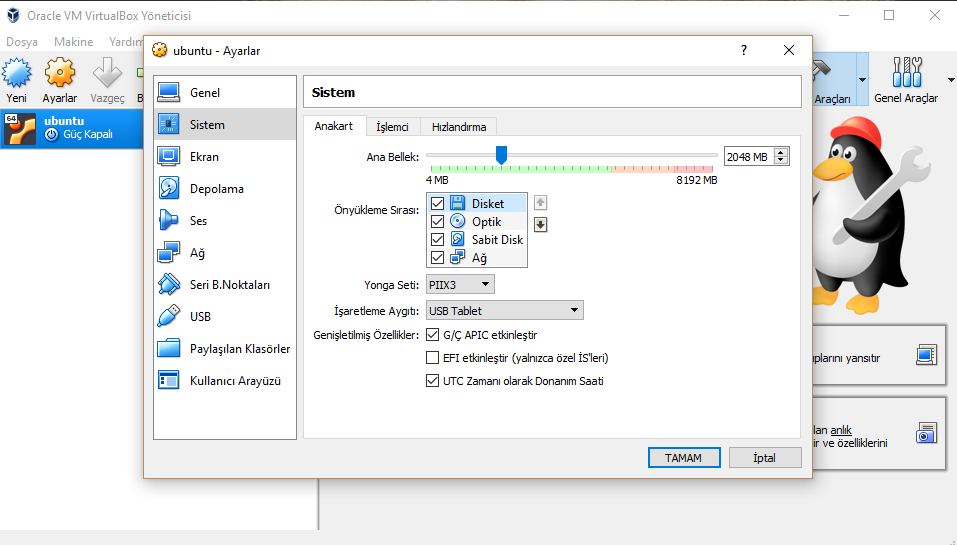 Oracle VM VirtualBox Yöneticisi
Dosya Makine Yardım
ubuntu - Ayarlar
?
Yeni
Ayarlar
Vazgeç
Araçları
Genel Araçlar
64
ubuntu
Güç Kapalı
Genel
Sistem
Ekran
Depolama
Ses
Ağ
Seri B.Noktaları
USB
Paylaşılan Klasörler
Kullanıcı Arayüzü
Sistem
Anakart İşlemci Hızlandırma
Ana Bellek:
2048 MB
4 MB 8192 MB
Önyükleme Sırası:
Disket
Optik
Sabit Disk
Ağ
Yonga Seti: PIIX3
İşaretleme Aygıtı: USB Tablet
Genişletilmiş Özellikler: G/Ç APIC etkinleştir
EFI etkinleştir (yalnızca özel İS'leri)
UTC Zamanı olarak Donanım Saati
TAMAM İptal
plarını yansıtır
lan anlık
ir ve özelliklerini